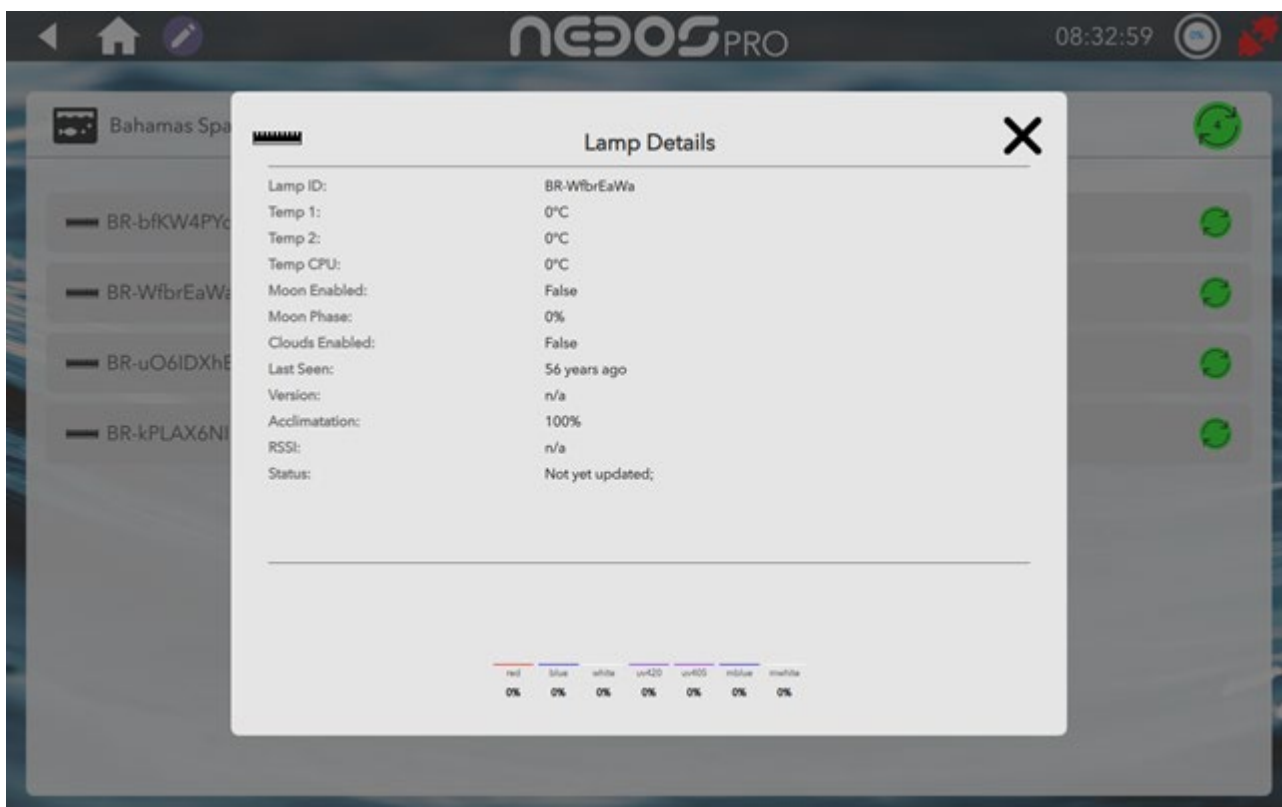 NEDOS PRO
08:32:59
0%
Bahamas Spa
4
Lamp Details
Lamp ID: BR-WfbrEaWa
Temp 1: 0°C
Temp 2: 0°C
Temp CPU: 0°C
Moon Enabled: False
Moon Phase: 0%
Clouds Enabled: False
Last Seen: 56 years ago
Version: n/a
Acclimatation: 100%
RSSI: n/a
Status: Not yet updated;
BR-bfKW4PYc
BR-WfbrEaWa
BR-uO6IDXhE
BR-kPLAX6NI
red blue white uv420 uv405 mblue mwhite
0% 0% 0% 0% 0% 0% 0%